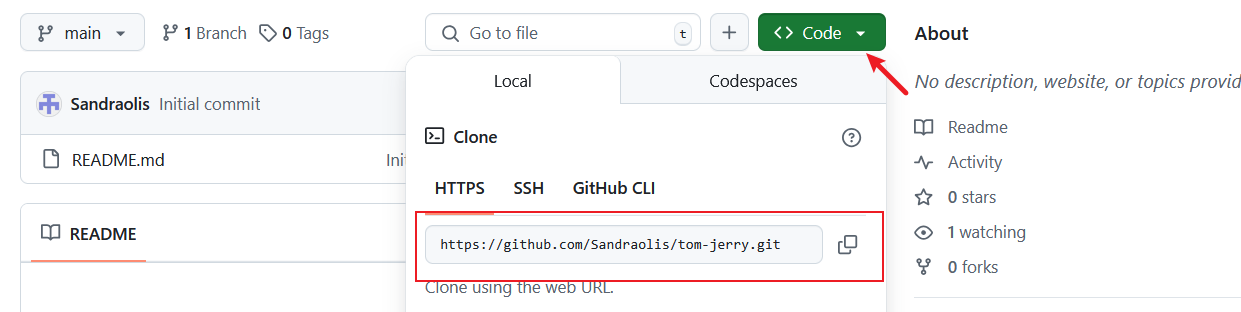 main
1 Branch
0 Tags
Go to file
t
Code
About
Local
Codespaces
No description, website, or topics provid
Sandraolis Initial commit
Clone
Readme
README.md
Init
Activity
HTTPS
SSH
GitHub CLI
0 stars
README
1 watching
https://github.com/Sandraolis/tom-jerry.git
0 forks
Clone using the web URL.